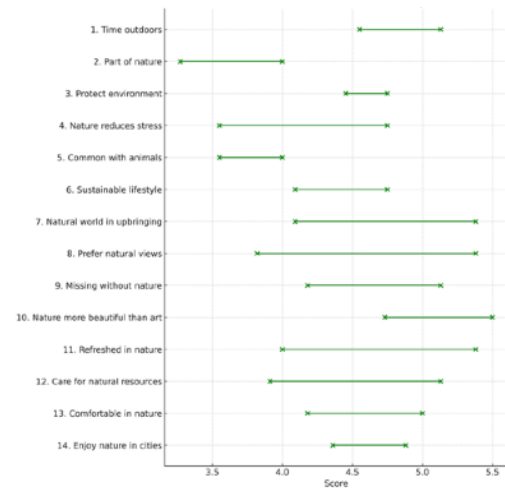 1. Time outdoors
2. Part of nature
3. Protect environment
4. Nature reduces stress
5. Common with animals
6. Sustainable lifestyle
7. Natural world in upbringing
8. Prefer natural views
9. Missing without nature
10. Nature more beautiful than art
11. Refreshed in nature
12. Care for natural resources
13. Comfortable in nature
14. Enjoy nature in cities
3.5 4.0 4.5 5.0 5.5
Score